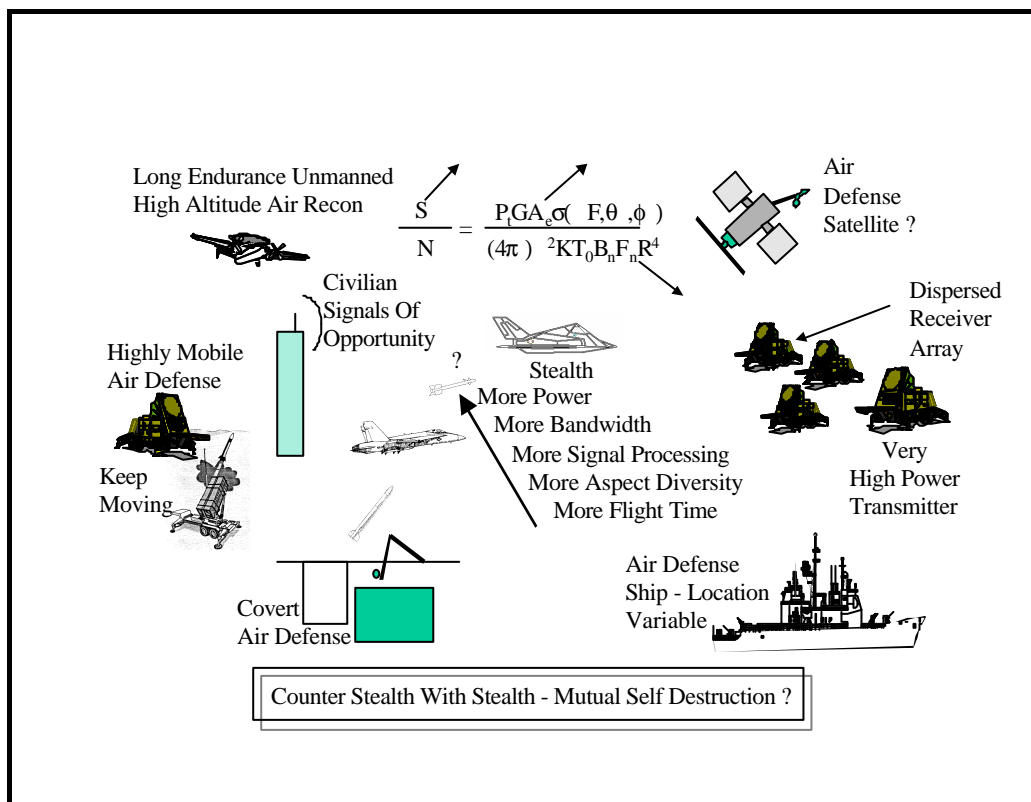 Long Endurance Unmanned
High Altitude Air Recon
S
N
=
PtGAeσ( F,θ ,ϕ )
(4π) ²KT₀BnFnR⁴
Air
Defense
Satellite ?
Civilian
Signals Of
Opportunity
Dispersed
Receiver
Array
Highly Mobile
Air Defense
?
Stealth
More Power
More Bandwidth
More Signal Processing
More Aspect Diversity
More Flight Time
Keep
Moving
Very
High Power
Transmitter
Covert
Air Defense
Air Defense
Ship - Location
Variable
Counter Stealth With Stealth - Mutual Self Destruction ?